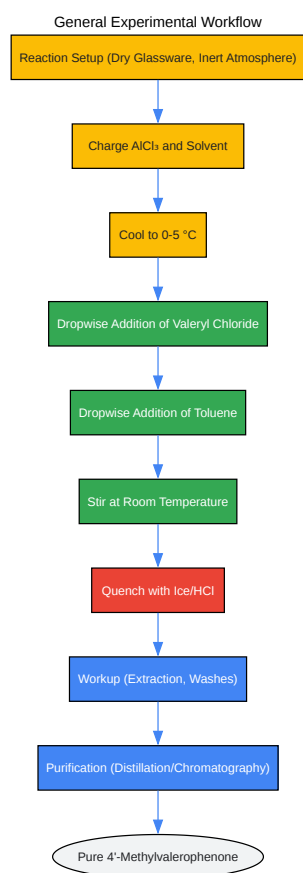 General Experimental Workflow
Reaction Setup (Dry Glassware, Inert Atmosphere)
Charge AlCl₃ and Solvent
Cool to 0-5 °C
Dropwise Addition of Valeryl Chloride
Dropwise Addition of Toluene
Stir at Room Temperature
Quench with Ice/HCl
Workup (Extraction, Washes)
Purification (Distillation/Chromatography)
Pure 4'-Methylvalerophenone